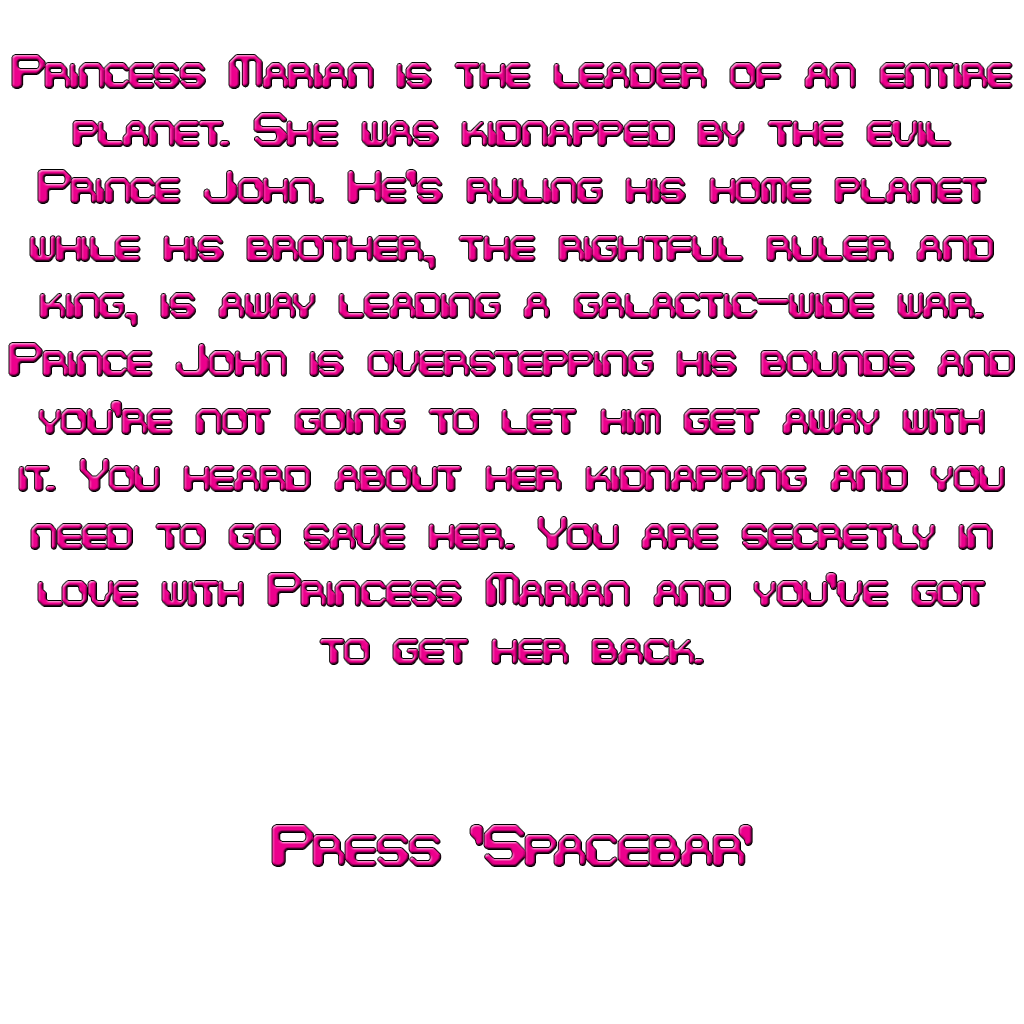 Princess Marian is the leader of an entire
planet. She was kidnapped by the evil
Prince John. He's ruling his home planet
while his brother, the rightful ruler and
king, is away leading a galactic-wide war.
Prince John is overstepping his bounds and
you're not going to let him get away with
it. You heard about her kidnapping and you
need to go save her. You are secretly in
love with Princess Marian and you've got
to get her back.
Press 'Spacebar'